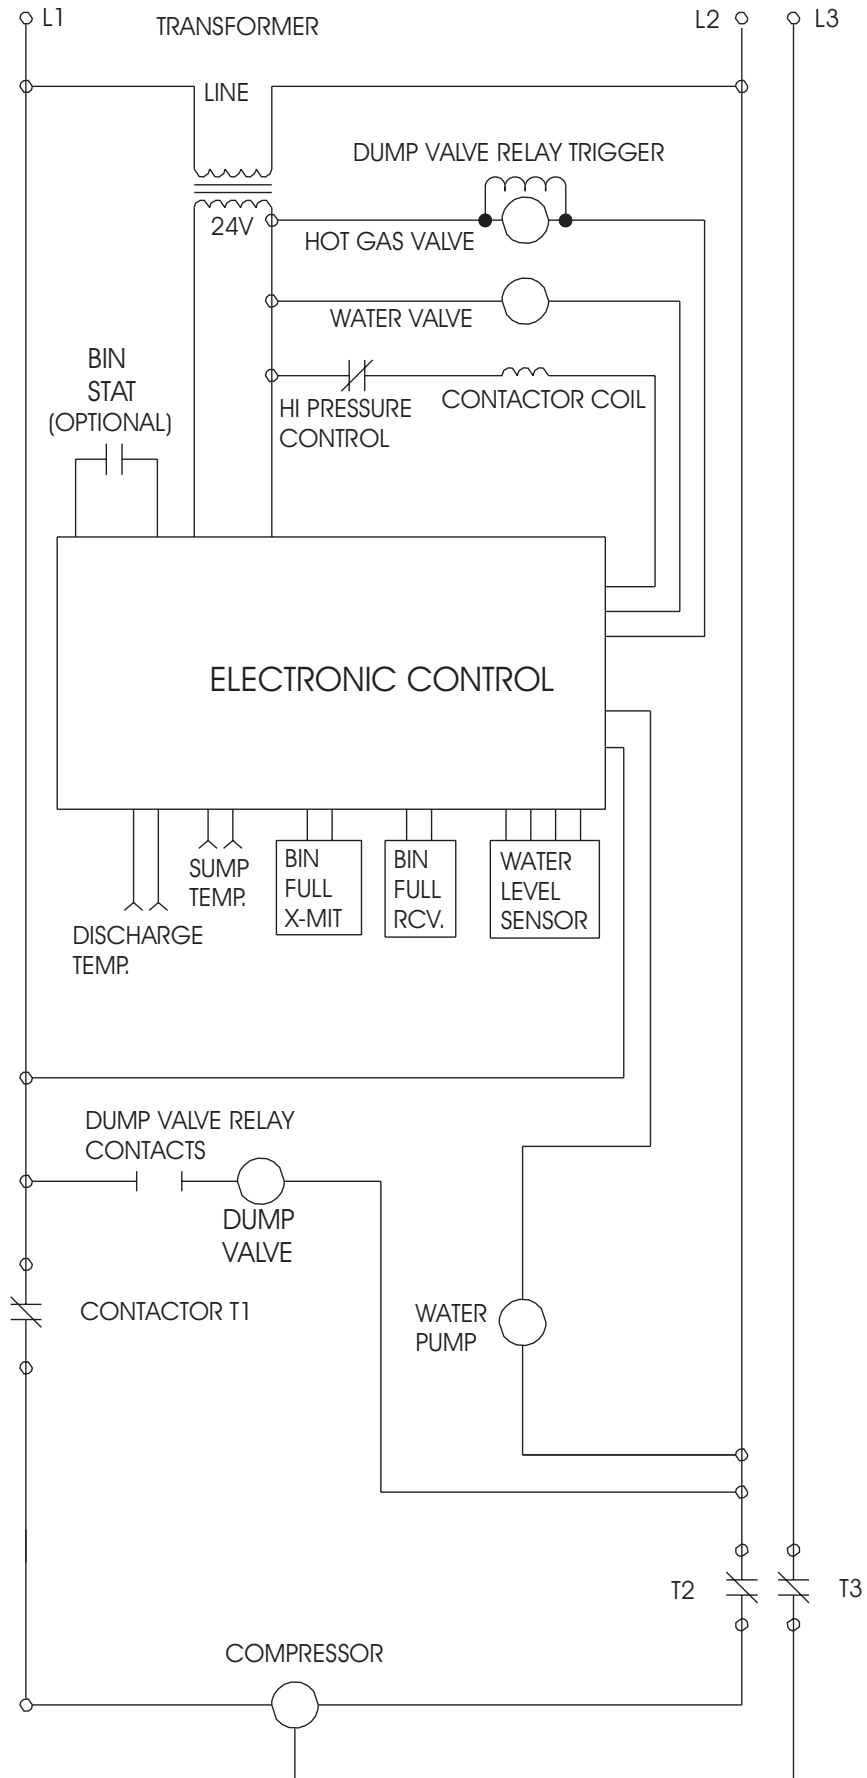 L1
TRANSFORMER
L2
L3
LINE
DUMP VALVE RELAY TRIGGER
24V
HOT GAS VALVE
WATER VALVE
BIN
STAT
(OPTIONAL)
HI PRESSURE
CONTROL
CONTACTOR COIL
ELECTRONIC CONTROL
SUMP
TEMP.
BIN
FULL
X-MIT
BIN
FULL
RCV.
WATER
LEVEL
SENSOR
DISCHARGE
TEMP.
DUMP VALVE RELAY
CONTACTS
DUMP
VALVE
CONTACTOR T1
WATER
PUMP
T2
T3
COMPRESSOR